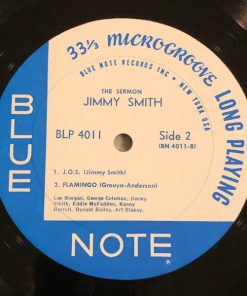 33⅓ MICROGROOVE LONG PLAYING
BLUE NOTE RECORDS INC • NEW YORK USA
THE SERMON
JIMMY SMITH
BLP 4011 Side 2
(BN 4011-B)
1. J.O.S. (Jimmy Smith)
2. FLAMINGO (Grouya-Anderson)
Lee Morgan, George Coleman, Jimmy
Smith, Eddie McFadden, Kenny
Burrell, Donald Bailey, Art Blakey.
BLUE
NOTE